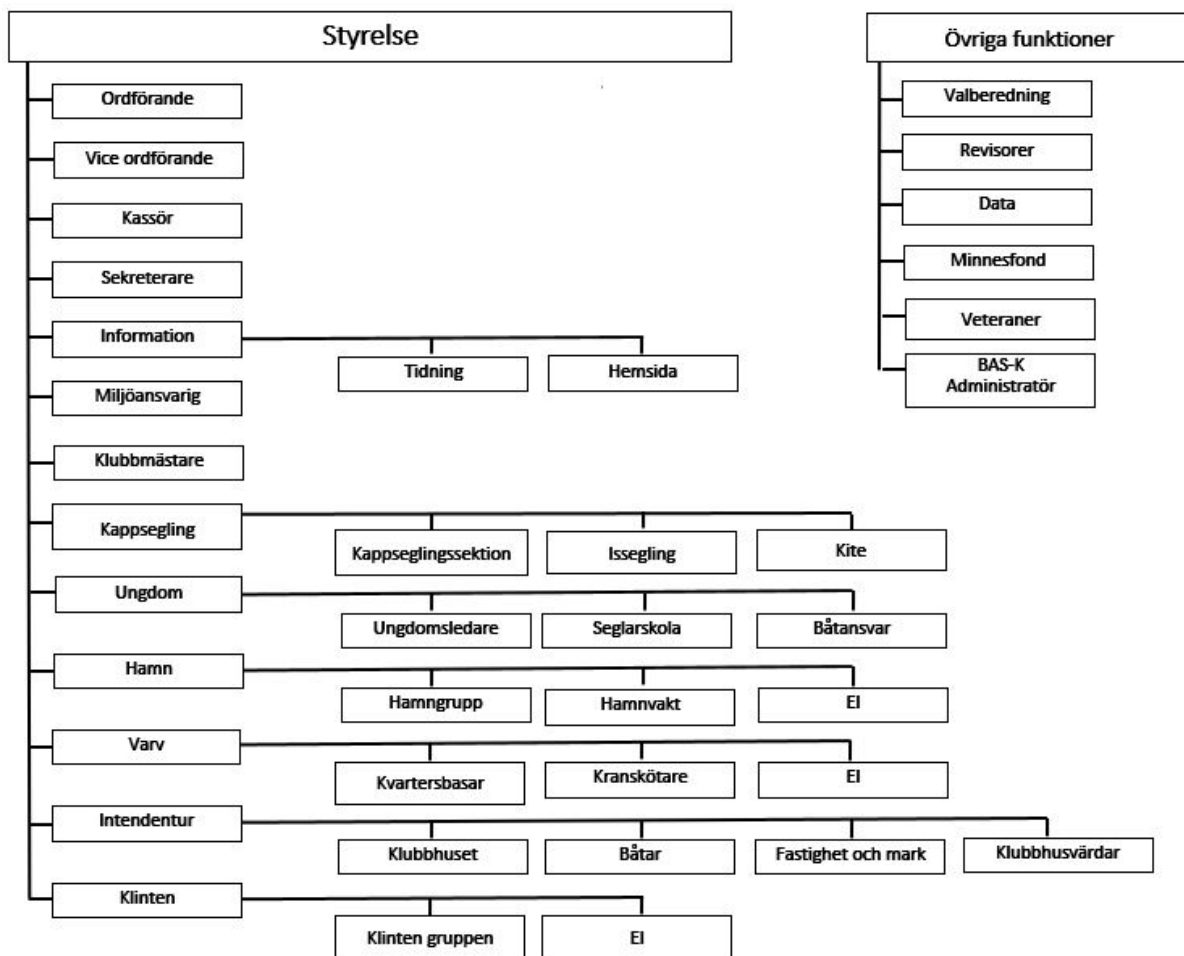 Styrelse
Övriga funktioner
Ordförande
Vice ordförande
Kassör
Sekreterare
Information
Tidning
Hemsida
Miljöansvarig
Klubbmästare
Kappsegling
Kappseglingssektion
Issegling
Kite
Ungdom
Ungdomsledare
Seglarskola
Båtansvar
Hamn
Hamngrupp
Hamnvakt
El
Varv
Kvartersbasar
Kranskötare
El
Intendentur
Klubbhuset
Båtar
Fastighet och mark
Klubbhusvärdar
Klinten
Klinten gruppen
El
Valberedning
Revisorer
Data
Minnesfond
Veteraner
BAS-K
Administratör